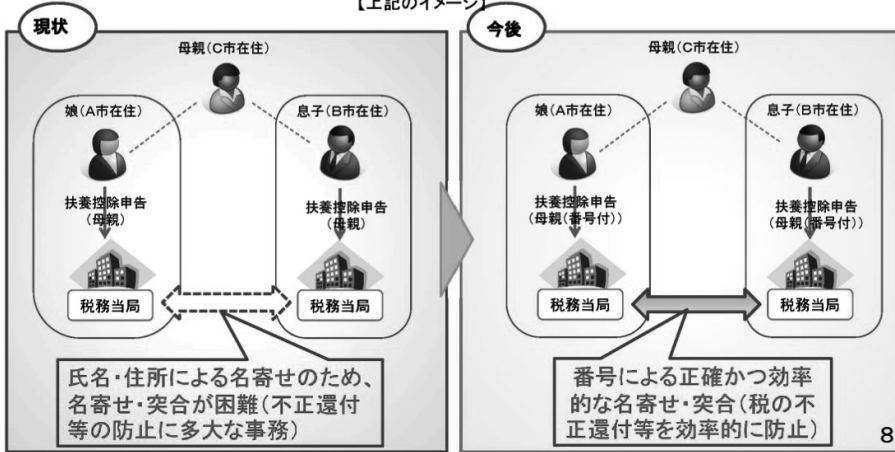 【上記のイメージ】
現状
母親(C市在住)
娘(A市在住)
息子(B市在住)
扶養控除申告
(母親)
扶養控除申告
(母親)
税務当局
税務当局
氏名・住所による名寄せのため、
名寄せ・突合が困難(不正還付
等の防止に多大な事務)
今後
母親(C市在住)
娘(A市在住)
息子(B市在住)
扶養控除申告
(母親(番号付))
扶養控除申告
(母親(番号付))
税務当局
税務当局
番号による正確かつ効率
的な名寄せ・突合(税の不
正還付等を効率的に防止)
8